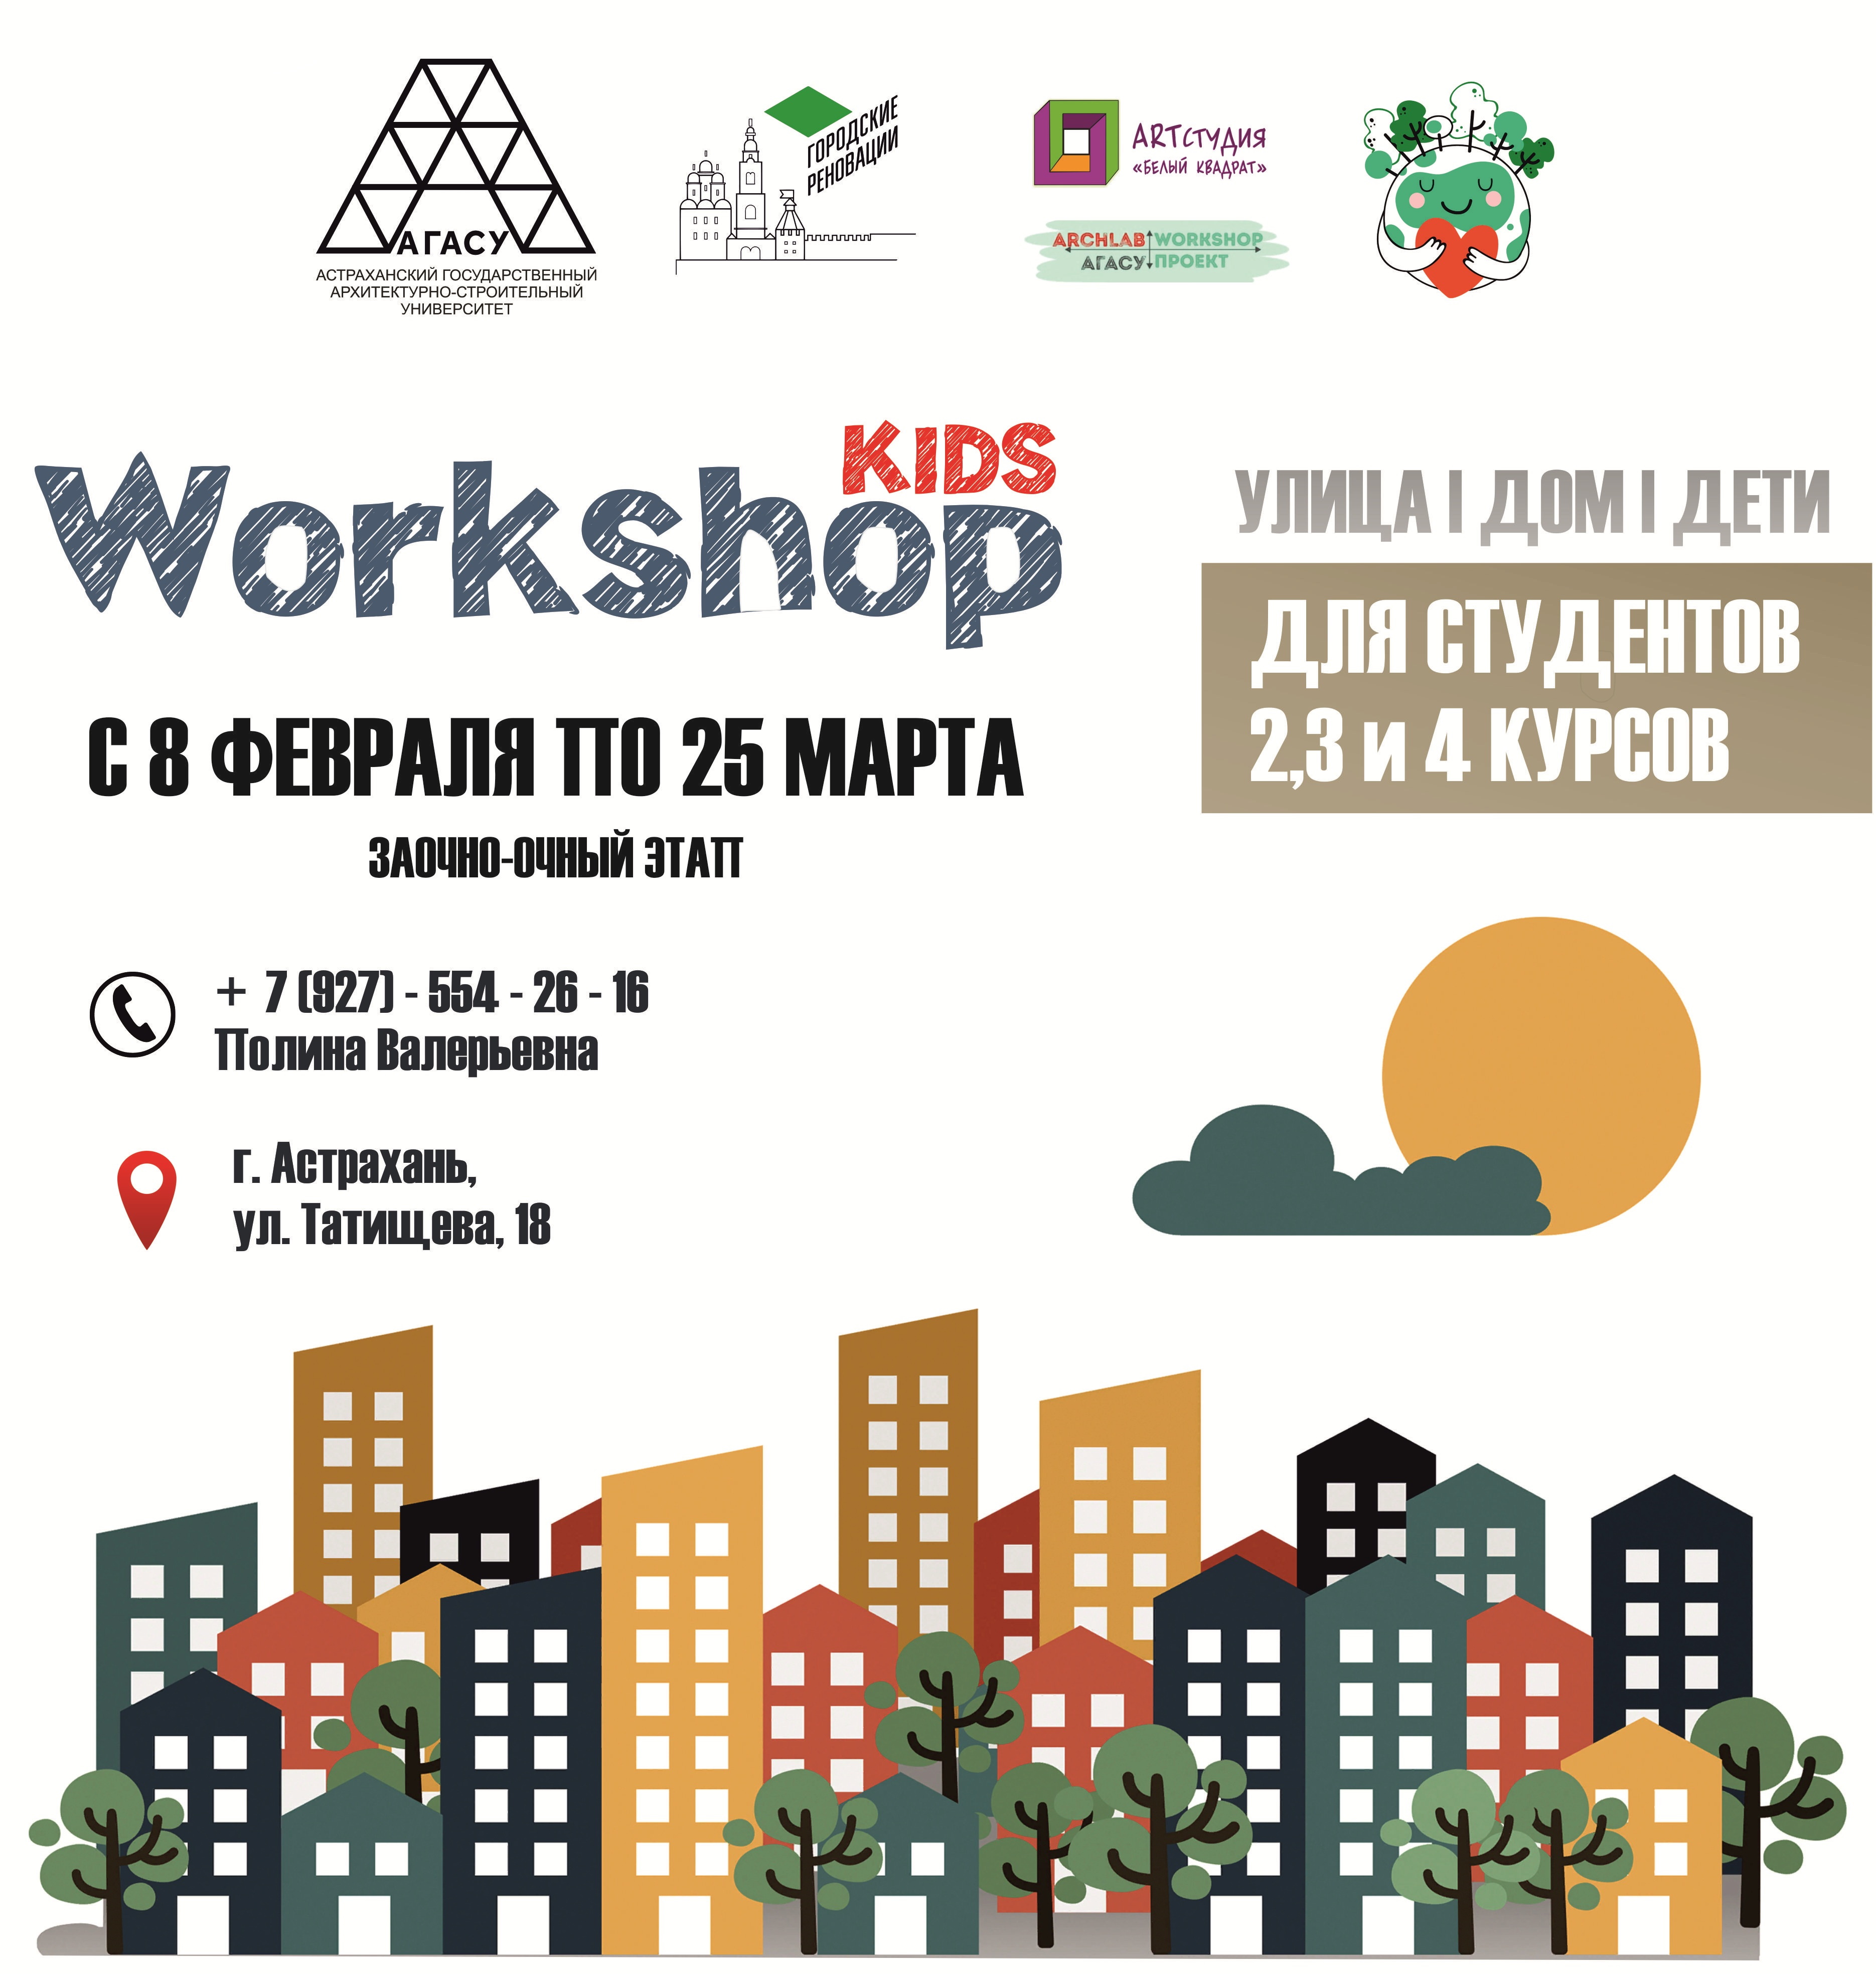 АГАСУ
АСТРАХАНСКИЙ ГОСУДАРСТВЕННЫЙ
АРХИТЕКТУРНО-СТРОИТЕЛЬНЫЙ
УНИВЕРСИТЕТ
ГОРОДСКИЕ
РЕНОВАЦИИ
ARTСТУДИЯ
«БЕЛЫЙ КВАДРАТ»
ARCHLAB WORKSHOP
АГАСУ ПРОЕКТ
KIDS
Workshop
УЛИЦА I ДОМ I ДЕТИ
ДЛЯ СТУДЕНТОВ
2,3 и 4 КУРСОВ
С 8 ФЕВРАЛЯ ПО 25 МАРТА
ЗАОЧНО-ОЧНЫЙ ЭТАП
+ 7 (927) - 554 - 26 - 16
Полина Валерьевна
г. Астрахань,
ул. Татищева, 18